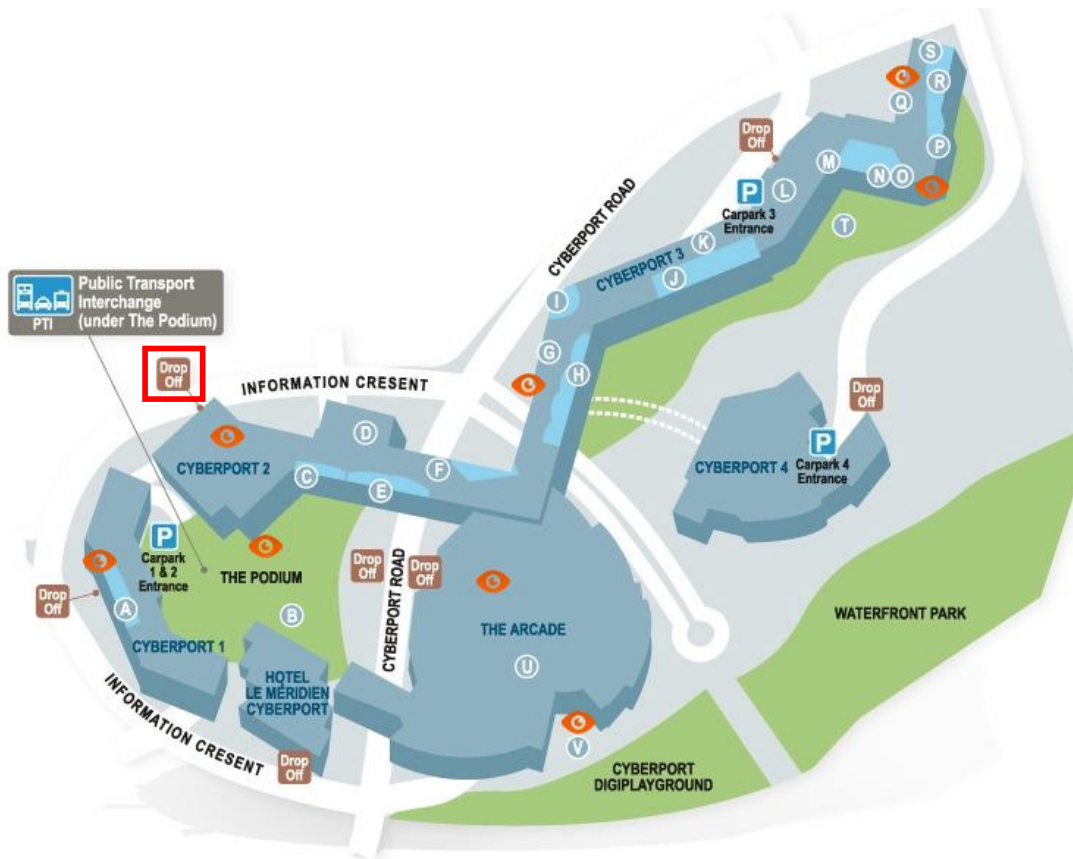 S
R
Q
Drop
Off
P
M
N
O
P
L
Carpark 3
Entrance
T
K
CYBERPORT ROAD
CYBERPORT 3
J
I
Public Transport
Interchange
(under The Podium)
PTI
G
H
Drop
Off
INFORMATION CRESENT
Drop
Off
D
P
CYBERPORT 4
Carpark 4
Entrance
CYBERPORT 2
C
E
F
P
Carpark
1 & 2
Entrance
THE PODIUM
Drop
Off
Drop
Off
CYBERPORT ROAD
Drop
Off
A
B
CYBERPORT 1
THE ARCADE
U
WATERFRONT PARK
HOTEL
LE MÉRIDIEN
CYBERPORT
INFORMATION CRESENT
Drop
Off
V
CYBERPORT
DIGIPLAYGROUND